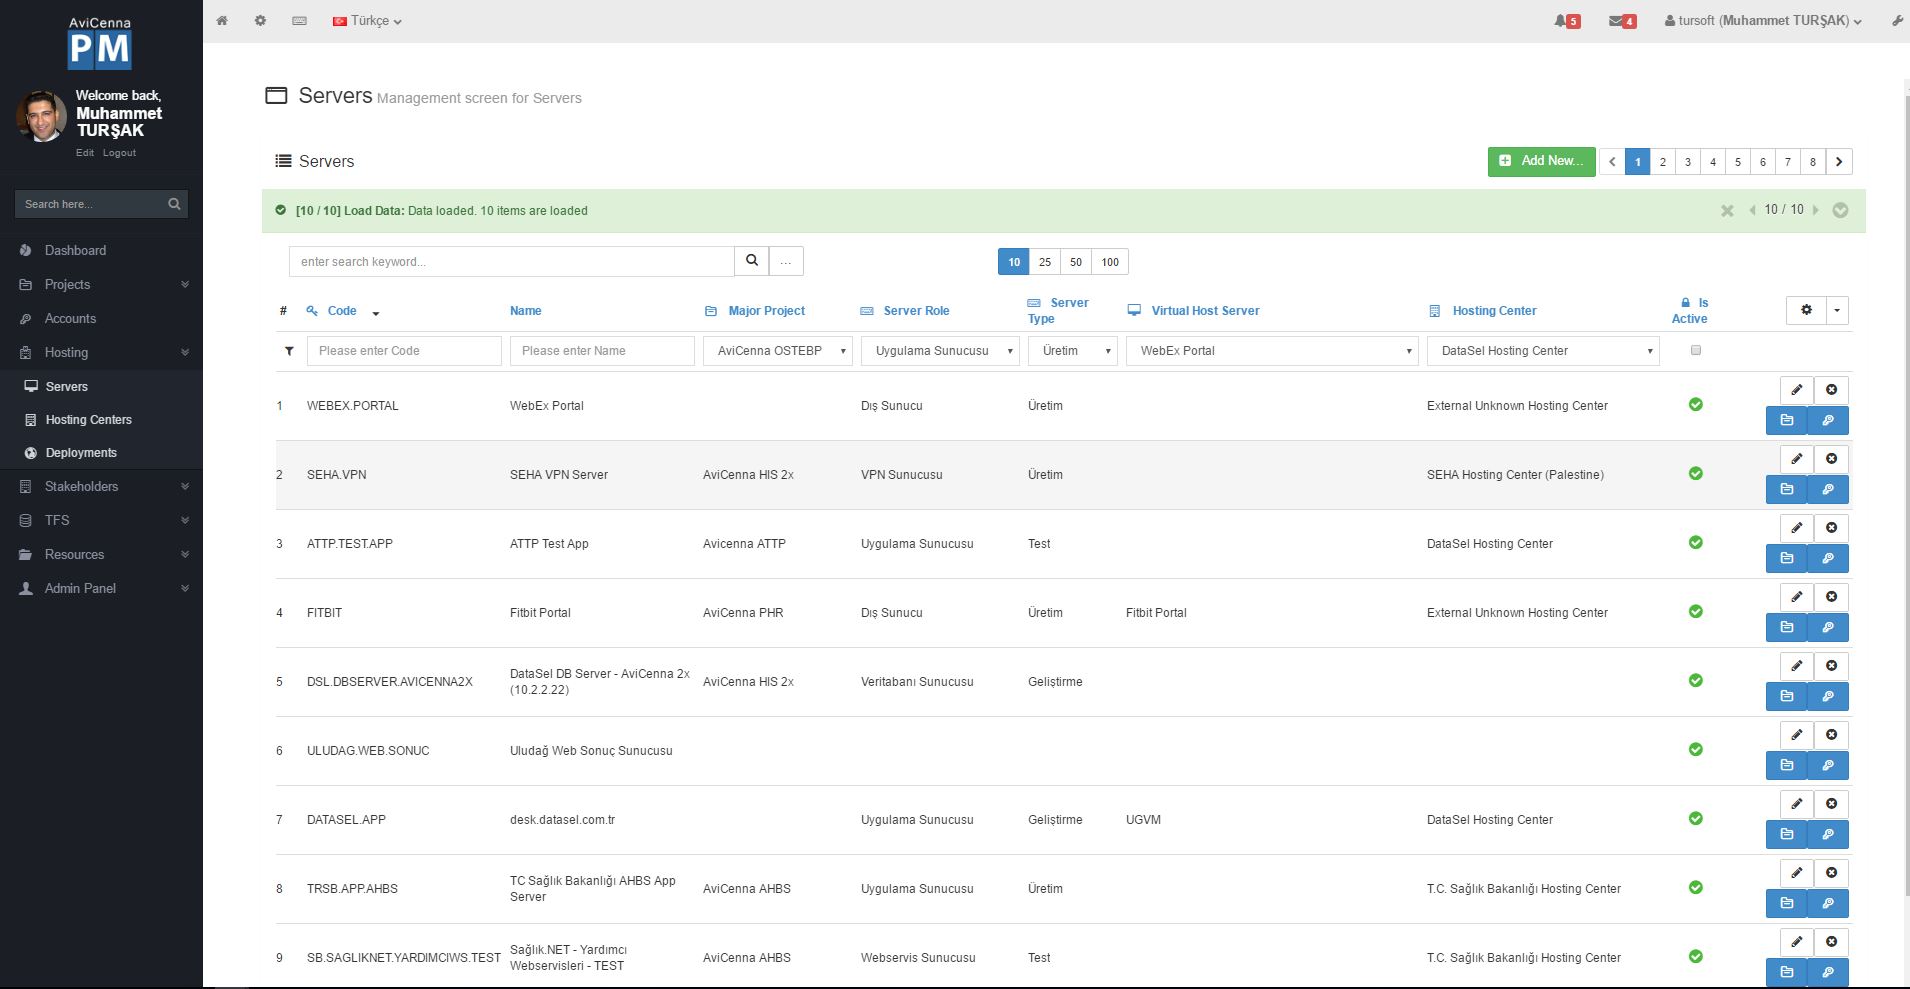 AviCenna
PM
Welcome back,
Muhammet
TURŞAK
Edit Logout
Search here...
Dashboard
Projects
Accounts
Hosting
Servers
Hosting Centers
Deployments
Stakeholders
TFS
Resources
Admin Panel
Türkçe
5
4
tursoft (Muhammet TURŞAK)
Servers Management screen for Servers
Servers
Add New...
1 2 3 4 5 6 7 8
[10 / 10] Load Data: Data loaded. 10 items are loaded
10 / 10
enter search keyword...
...
10 25 50 100
# Code Name Major Project Server Role Server Type Virtual Host Server Hosting Center Is Active
Please enter Code Please enter Name AviCenna OSTEBP Uygulama Sunucusu Üretim WebEx Portal DataSel Hosting Center
1 WEBEX.PORTAL WebEx Portal Dış Sunucu Üretim External Unknown Hosting Center
2 SEHA.VPN SEHA VPN Server AviCenna HIS 2x VPN Sunucusu Üretim SEHA Hosting Center (Palestine)
3 ATTP.TEST.APP ATTP Test App Avicenna ATTP Uygulama Sunucusu Test DataSel Hosting Center
4 FITBIT Fitbit Portal AviCenna PHR Dış Sunucu Üretim Fitbit Portal External Unknown Hosting Center
5 DSL.DBSERVER.AVICENNA2X DataSel DB Server - AviCenna 2x (10.2.2.22) AviCenna HIS 2x Veritabanı Sunucusu Geliştirme
6 ULUDAG.WEB.SONUC Uludağ Web Sonuç Sunucusu
7 DATASEL.APP desk.datasel.com.tr Uygulama Sunucusu Geliştirme UGVM DataSel Hosting Center
8 TRSB.APP.AHBS TC Sağlık Bakanlığı AHBS App Server AviCenna AHBS Uygulama Sunucusu Üretim T.C. Sağlık Bakanlığı Hosting Center
9 SB.SAGLIKNET.YARDIMCIWS.TEST Sağlık.NET - Yardımcı Webservisleri - TEST AviCenna AHBS Webservis Sunucusu Test T.C. Sağlık Bakanlığı Hosting Center